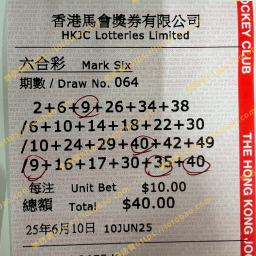 香港馬會獎券有限公司
HKJC Lotteries Limited
六合彩 Mark Six
期數 / Draw No. 064
2+6+9+26+34+38
/6+10+14+18+22+30
/10+24+29+40+42+49
/9+16+17+30+35+40
每注 Unit Bet $10.00
總額 Total $40.00
25年6月10日 10JUN25
JOCKEY CLUB
THE HONG KONG JOC